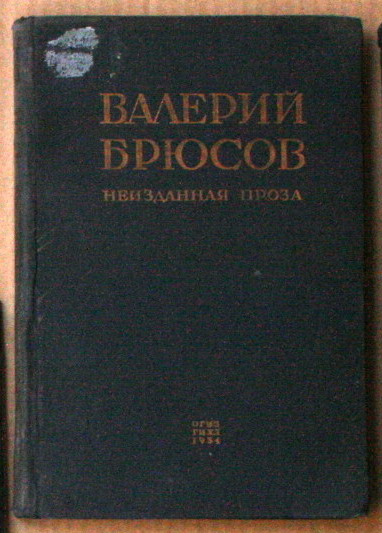 ВАЛЕРИЙ
БРЮСОВ
НЕИЗДАННАЯ ПРОЗА
ОГИЗ
ГИХЛ
1934